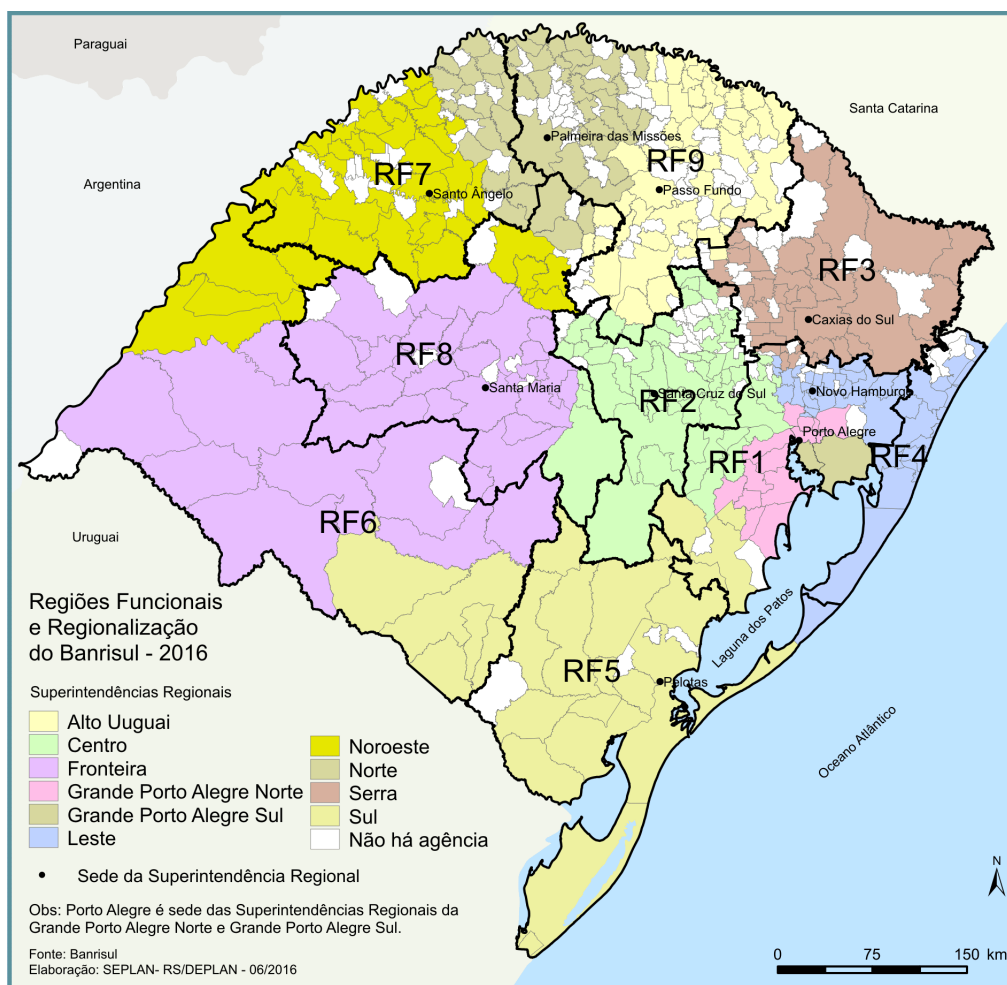 Paraguai
Santa Catarina
Argentina
Palmeira das Missões
RF9
RF7
Santo Ângelo
Passo Fundo
RF3
Caxias do Sul
RF8
Santa Maria
RF2
Santa Cruz do Sul
Novo Hamburgo
Porto Alegre
RF1
RF4
RF6
Uruguai
Laguna dos Patos
RF5
Pelotas
Oceano Atlântico
Regiões Funcionais
e Regionalização
do Banrisul - 2016
Superintendências Regionais
Alto Uuguai
Centro
Fronteira
Grande Porto Alegre Norte
Grande Porto Alegre Sul
Leste
Noroeste
Norte
Serra
Sul
Não há agência
Sede da Superintendência Regional
Obs: Porto Alegre é sede das Superintendências Regionais da
Grande Porto Alegre Norte e Grande Porto Alegre Sul.
Fonte: Banrisul
Elaboração: SEPLAN- RS/DEPLAN - 06/2016
N
0 75 150 km